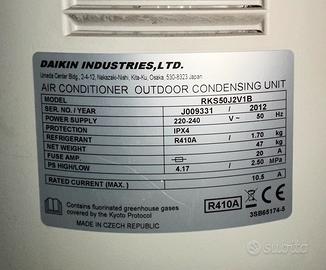 DAIKIN INDUSTRIES, LTD.
Umeda Center Bldg., 2-4-12, Nakazaki-Nishi, Kita-Ku, Osaka, 530-8323 Japan
AIR CONDITIONER OUTDOOR CONDENSING UNIT
MODEL RKS50J2V1B
SER. NO. / YEAR J009331 / 2012
POWER SUPPLY 220-240 V ~ 50 Hz
PROTECTION IPX4
REFRIGERANT R410A / 1.70 kg
NET WEIGHT 47 kg
FUSE AMP. 20 A
PS HIGH/LOW 4.17 / 2.50 MPa
RATED CURRENT (MAX.) 10.5 A
Contains fluorinated greenhouse gases
covered by the Kyoto Protocol
R410A
CE
MADE IN CZECH REPUBLIC
3SB65174-5
subito